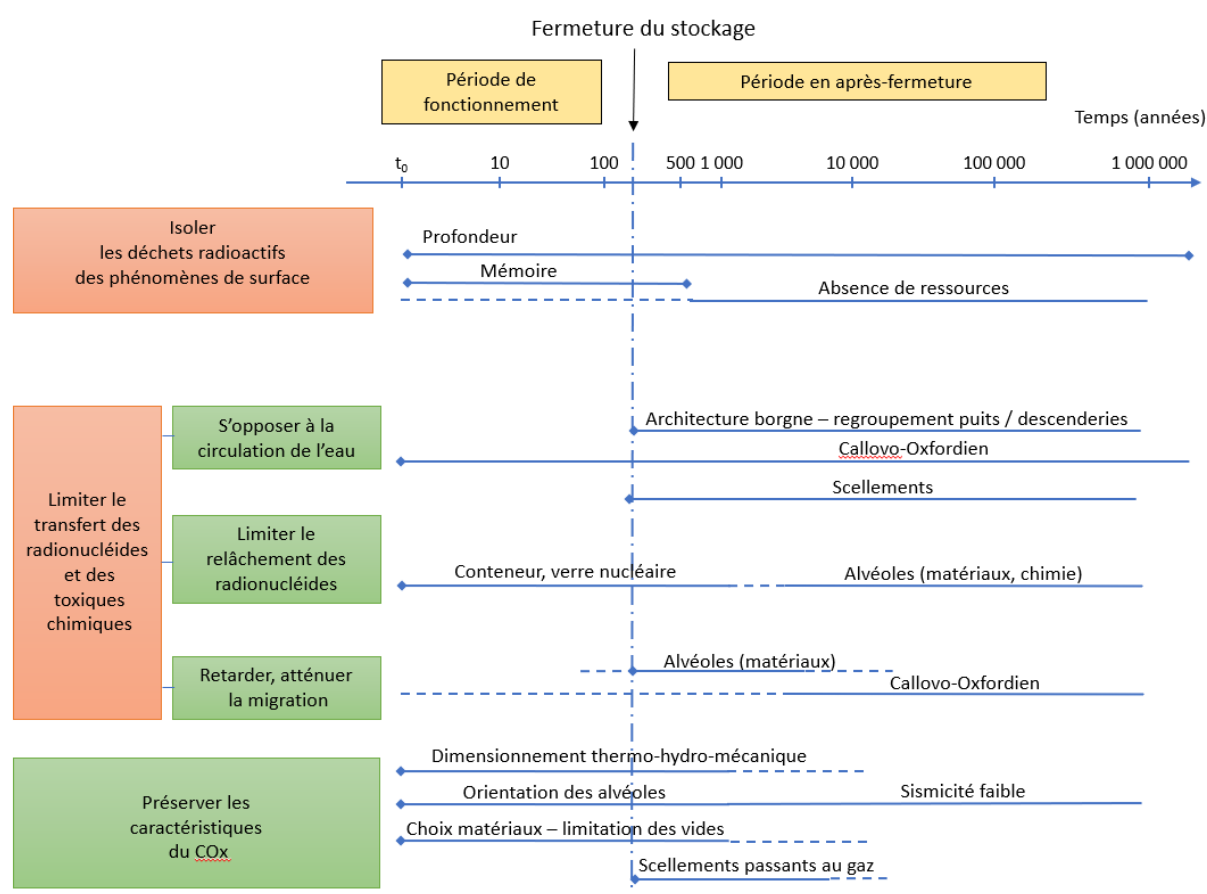 Fermeture du stockage
Période de
fonctionnement
Période en après-fermeture
Temps (années)
t0
10
100
500
1 000
10 000
100 000
1 000 000
Isoler
les déchets radioactifs
des phénomènes de surface
Profondeur
Mémoire
Absence de ressources
Limiter le
transfert des
radionucléides
et des
toxiques
chimiques
S’opposer à la
circulation de l’eau
Architecture borgne – regroupement puits / descenderies
Callovo-Oxfordien
Scellements
Limiter le
relâchement des
radionucléides
Conteneur, verre nucléaire
Alvéoles (matériaux, chimie)
Retarder, atténuer
la migration
Alvéoles (matériaux)
Callovo-Oxfordien
Préserver les
caractéristiques
du COx
Dimensionnement thermo-hydro-mécanique
Orientation des alvéoles
Sismicité faible
Choix matériaux – limitation des vides
Scellements passants au gaz